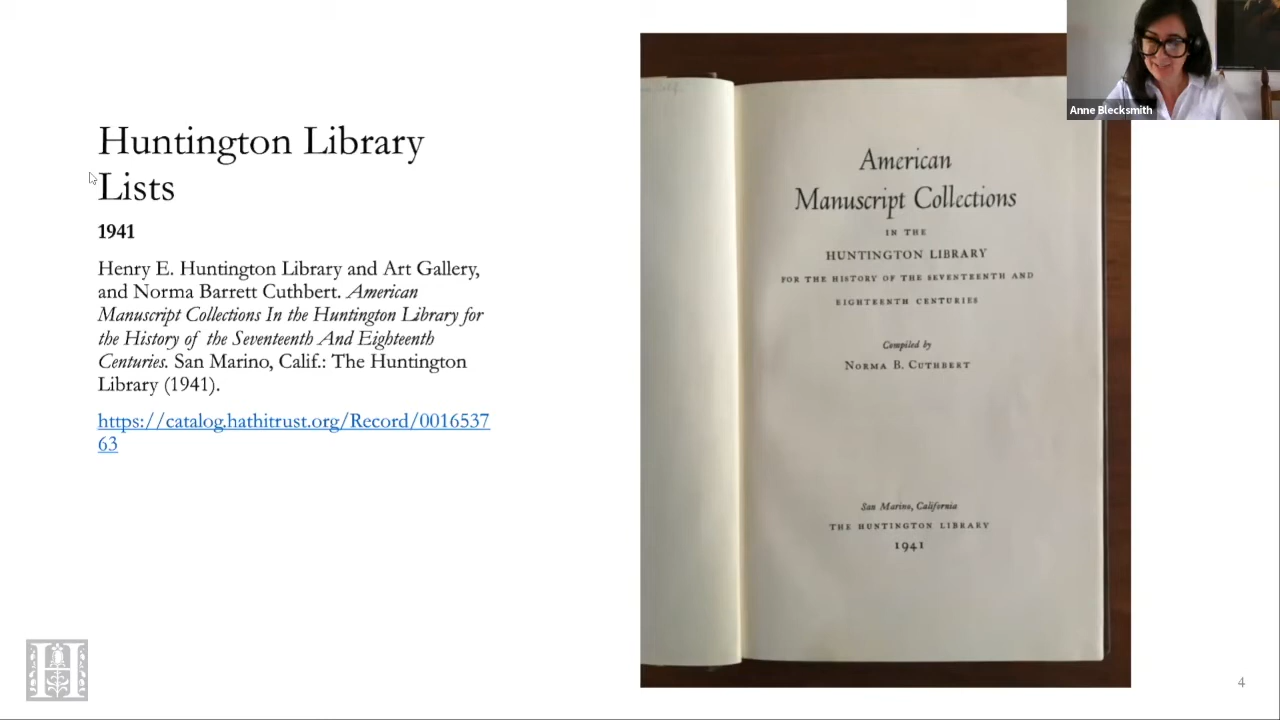 Huntington Library
Lists
1941
Henry E. Huntington Library and Art Gallery,
and Norma Barrett Cuthbert. American
Manuscript Collections In the Huntington Library for
the History of the Seventeenth And Eighteenth
Centuries. San Marino, Calif.: The Huntington
Library (1941).
https://catalog.hathitrust.org/Record/0016537
63
American
Manuscript Collections
IN THE
HUNTINGTON LIBRARY
FOR THE HISTORY OF THE SEVENTEENTH AND
EIGHTEENTH CENTURIES
Compiled by
NORMA B. CUTHBERT
San Marino, California
THE HUNTINGTON LIBRARY
1941
Anne Blecksmith
H
4